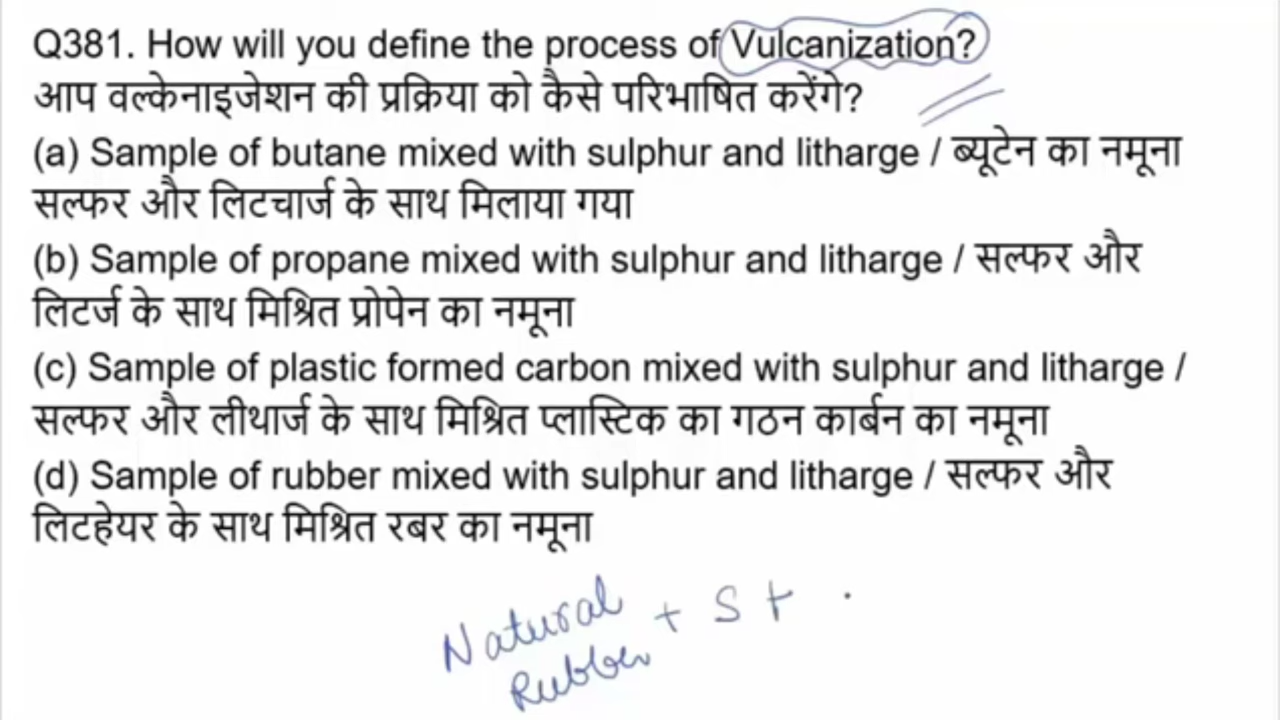 Q381. How will you define the process of Vulcanization?
आप वल्केनाइजेशन की प्रक्रिया को कैसे परिभाषित करेंगे?
(a) Sample of butane mixed with sulphur and litharge / ब्यूटेन का नमूना
सल्फर और लिटचार्ज के साथ मिलाया गया
(b) Sample of propane mixed with sulphur and litharge / सल्फर और
लिटर्ज के साथ मिश्रित प्रोपेन का नमूना
(c) Sample of plastic formed carbon mixed with sulphur and litharge /
सल्फर और लीथार्ज के साथ मिश्रित प्लास्टिक का गठन कार्बन का नमूना
(d) Sample of rubber mixed with sulphur and litharge / सल्फर और
लिटहेयर के साथ मिश्रित रबर का नमूना
Natural + S +
Rubber